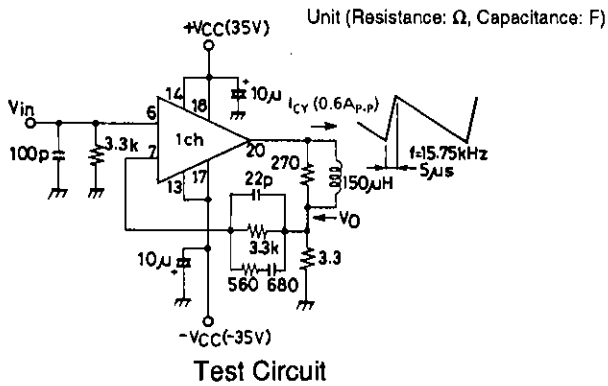 Unit (Resistance: Ω, Capacitance: F)
+VCC(35V)
14
18
+
10μ
iCY (0.6AP-P)
Vin
6
1ch
20
100p
3.3k
7
270
150μH
f=15.75kHz
5μs
13
17
22p
VO
3.3k
3.3
10μ
+
560
680
-VCC(-35V)
Test Circuit